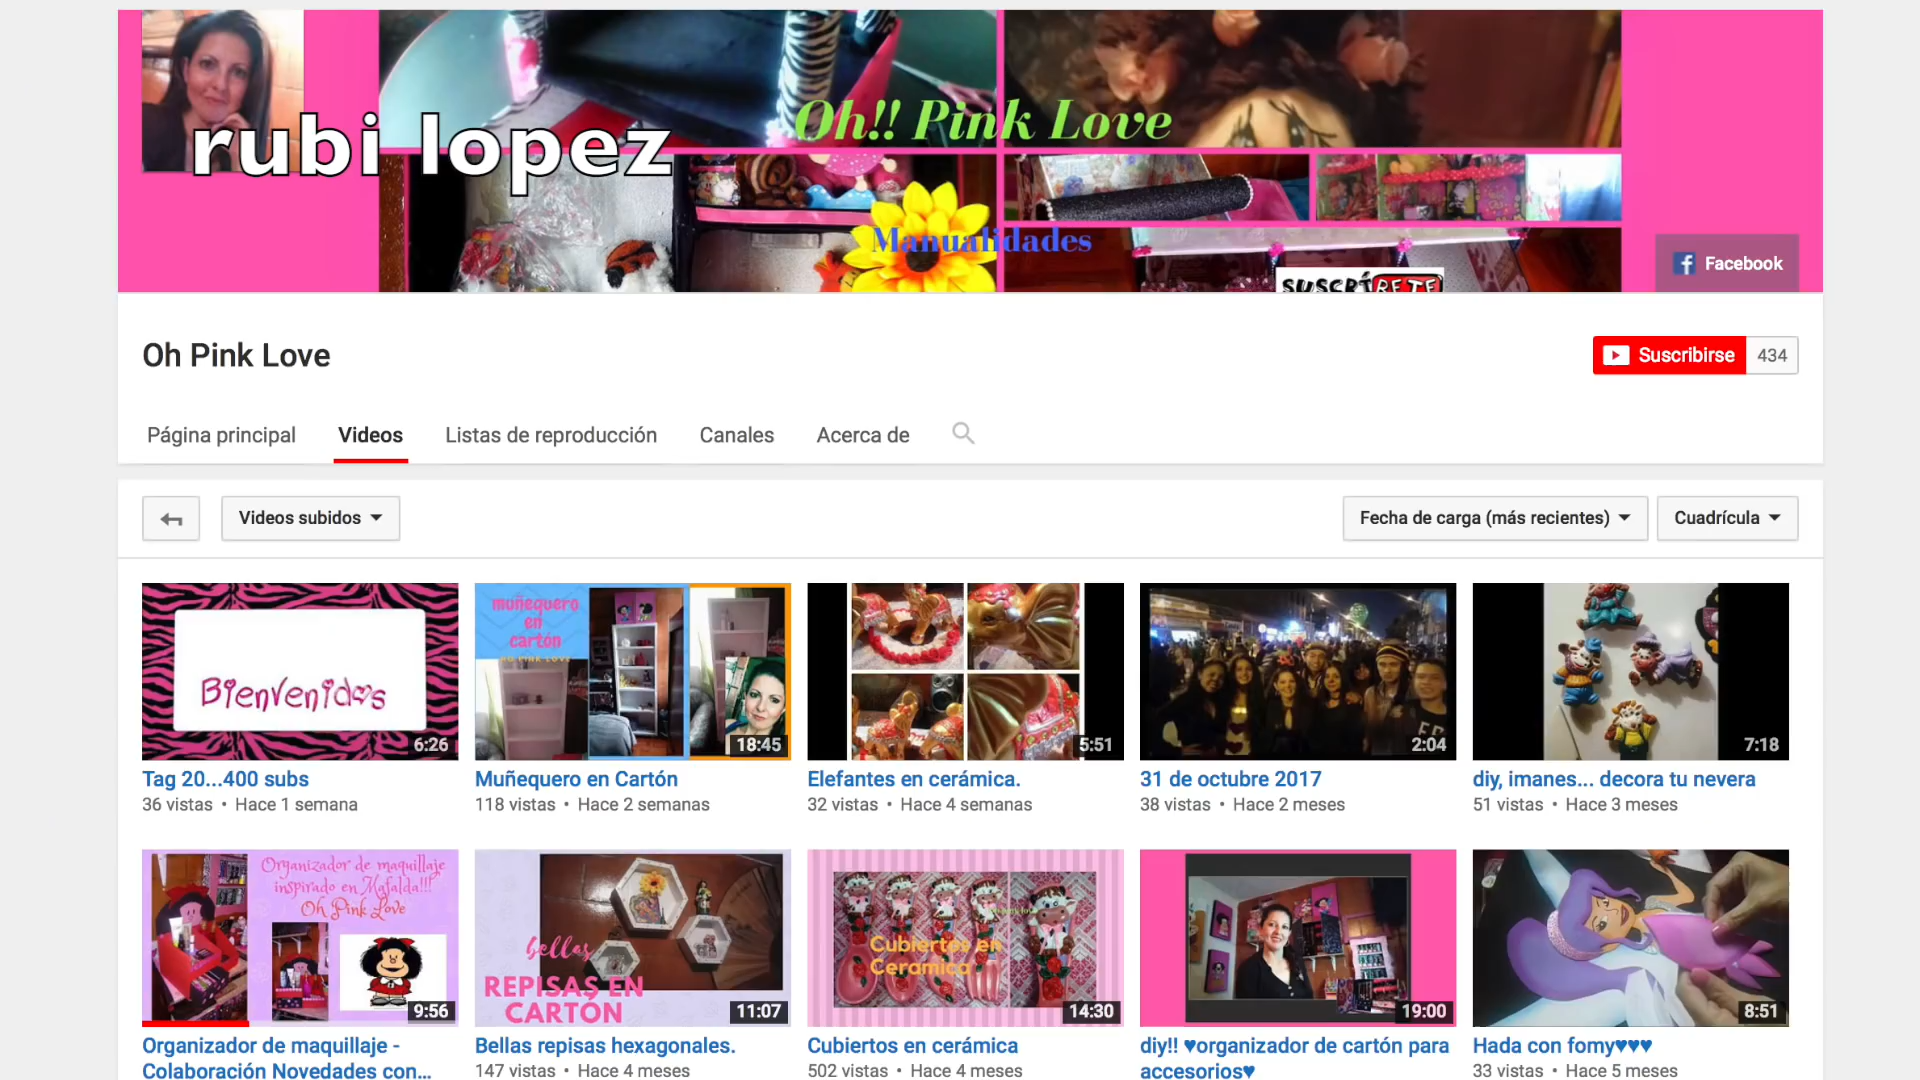 rubi lopez
Oh!! Pink Love
Manualidades
SUSCRÍRETE
Facebook
Oh Pink Love
Suscribirse 434
Página principal Videos Listas de reproducción Canales Acerca de
Videos subidos Fecha de carga (más recientes) Cuadrícula
Bienvenidos
6:26
muñequero
en
cartón
OH PINK LOVE
18:45
5:51
2:04
7:18
Tag 20...400 subs
36 vistas • Hace 1 semana
Muñequero en Cartón
118 vistas • Hace 2 semanas
Elefantes en cerámica.
32 vistas • Hace 4 semanas
31 de octubre 2017
38 vistas • Hace 2 meses
diy, imanes... decora tu nevera
51 vistas • Hace 3 meses
Organizador de maquillaje
inspirado en Mafalda!!!
Oh Pink Love
9:56
bellas
REPISAS EN
CARTÓN
11:07
Cubiertos en
Ceramica
14:30
19:00
8:51
Organizador de maquillaje -
Colaboración Novedades con...
Bellas repisas hexagonales.
147 vistas • Hace 4 meses
Cubiertos en cerámica
502 vistas • Hace 4 meses
diy!! ♥organizador de cartón para
accesorios♥
Hada con fomy♥♥♥
33 vistas • Hace 5 meses